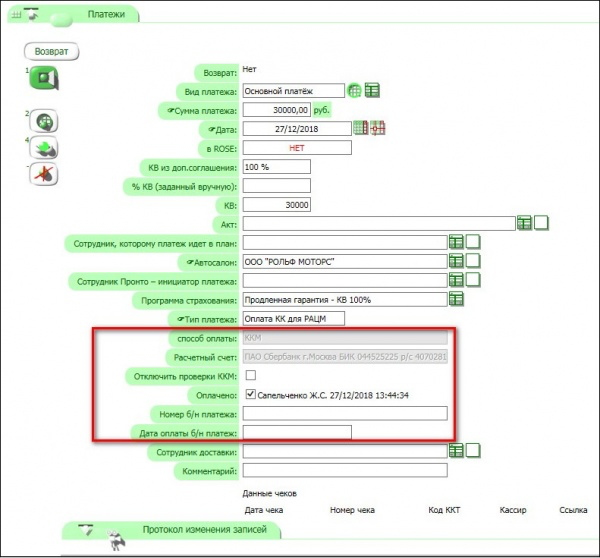 Платежи
Возврат
Возврат: Нет
1
Вид платежа: Основной платёж
Сумма платежа: 30000,00 руб.
2
Дата: 27/12/2018
4
в ROSE: НЕТ
КВ из доп.соглашения: 100 %
% КВ (заданный вручную):
КВ: 30000
Акт:
Сотрудник, которому платеж идет в план:
Автосалон: ООО "РОЛЬФ МОТОРС"
Сотрудник Пронто – инициатор платежа:
Программа страхования: Продленная гарантия - КВ 100%
Тип платежа: Оплата КК для РАЦМ
способ оплаты: ККМ
Расчетный счет: ПАО Сбербанк г.Москва БИК 044525225 р/с 4070281
Отключить проверки ККМ:
Оплачено: Сапельченко Ж.С. 27/12/2018 13:44:34
Номер б/н платежа:
Дата оплаты б/н платеж:
Сотрудник доставки:
Комментарий:
Данные чеков
Дата чека Номер чека Код ККТ Кассир Ссылка
Протокол изменения записей